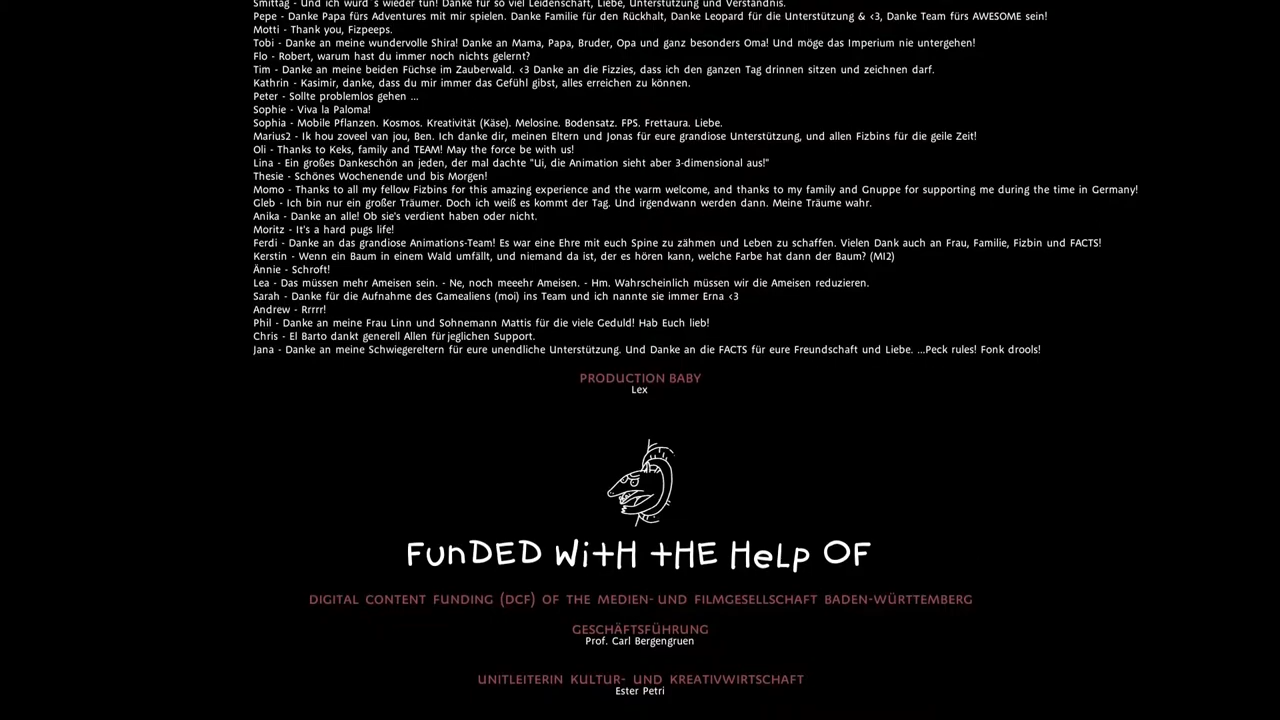 Smittag - Und ich würd´s wieder tun! Danke für so viel Leidenschaft, Liebe, Unterstützung und Verständnis.
Pepe - Danke Papa fürs Adventures mit mir spielen. Danke Familie für den Rückhalt, Danke Leopard für die Unterstützung & <3, Danke Team fürs AWESOME sein!
Motti - Thank you, Fizpeeps.
Tobi - Danke an meine wundervolle Shira! Danke an Mama, Papa, Bruder, Opa und ganz besonders Oma! Und möge das Imperium nie untergehen!
Flo - Robert, warum hast du immer noch nichts gelernt?
Tim - Danke an meine beiden Füchse im Zauberwald. <3 Danke an die Fizzies, dass ich den ganzen Tag drinnen sitzen und zeichnen darf.
Kathrin - Kasimir, danke, dass du mir immer das Gefühl gibst, alles erreichen zu können.
Peter - Sollte problemlos gehen ...
Sophie - Viva la Paloma!
Sophia - Mobile Pflanzen. Kosmos. Kreativität (Käse). Melosine. Bodensatz. FPS. Frettaura. Liebe.
Marius2 - Ik hou zoveel van jou, Ben. Ich danke dir, meinen Eltern und Jonas für eure grandiose Unterstützung, und allen Fizbins für die geile Zeit!
Oli - Thanks to Keks, family and TEAM! May the force be with us!
Lina - Ein großes Dankeschön an jeden, der mal dachte "Ui, die Animation sieht aber 3-dimensional aus!"
Thesie - Schönes Wochenende und bis Morgen!
Momo - Thanks to all my fellow Fizbins for this amazing experience and the warm welcome, and thanks to my family and Gnuppe for supporting me during the time in Germany!
Gleb - Ich bin nur ein großer Träumer. Doch ich weiß es kommt der Tag. Und irgendwann werden dann. Meine Träume wahr.
Anika - Danke an alle! Ob sie's verdient haben oder nicht.
Moritz - It's a hard pugs life!
Ferdi - Danke an das grandiose Animations-Team! Es war eine Ehre mit euch Spine zu zähmen und Leben zu schaffen. Vielen Dank auch an Frau, Familie, Fizbin und FACTS!
Kerstin - Wenn ein Baum in einem Wald umfällt, und niemand da ist, der es hören kann, welche Farbe hat dann der Baum? (MI2)
Ännie - Schroft!
Lea - Das müssen mehr Ameisen sein. - Ne, noch meeehr Ameisen. - Hm. Wahrscheinlich müssen wir die Ameisen reduzieren.
Sarah - Danke für die Aufnahme des Gamealiens (moi) ins Team und ich nannte sie immer Erna <3
Andrew - Rrrrr!
Phil - Danke an meine Frau Linn und Sohnemann Mattis für die viele Geduld! Hab Euch lieb!
Chris - El Barto dankt generell Allen für jeglichen Support.
Jana - Danke an meine Schwiegereltern für eure unendliche Unterstützung. Und Danke an die FACTS für eure Freundschaft und Liebe. ...Peck rules! Fonk drools!
PRODUCTION BABY
Lex
FUNDED WITH THE HELP OF
DIGITAL CONTENT FUNDING (DCF) OF THE MEDIEN- UND FILMGESELLSCHAFT BADEN-WÜRTTEMBERG
GESCHÄFTSFÜHRUNG
Prof. Carl Bergengruen
UNITLEITERIN KULTUR- UND KREATIVWIRTSCHAFT
Ester Petri